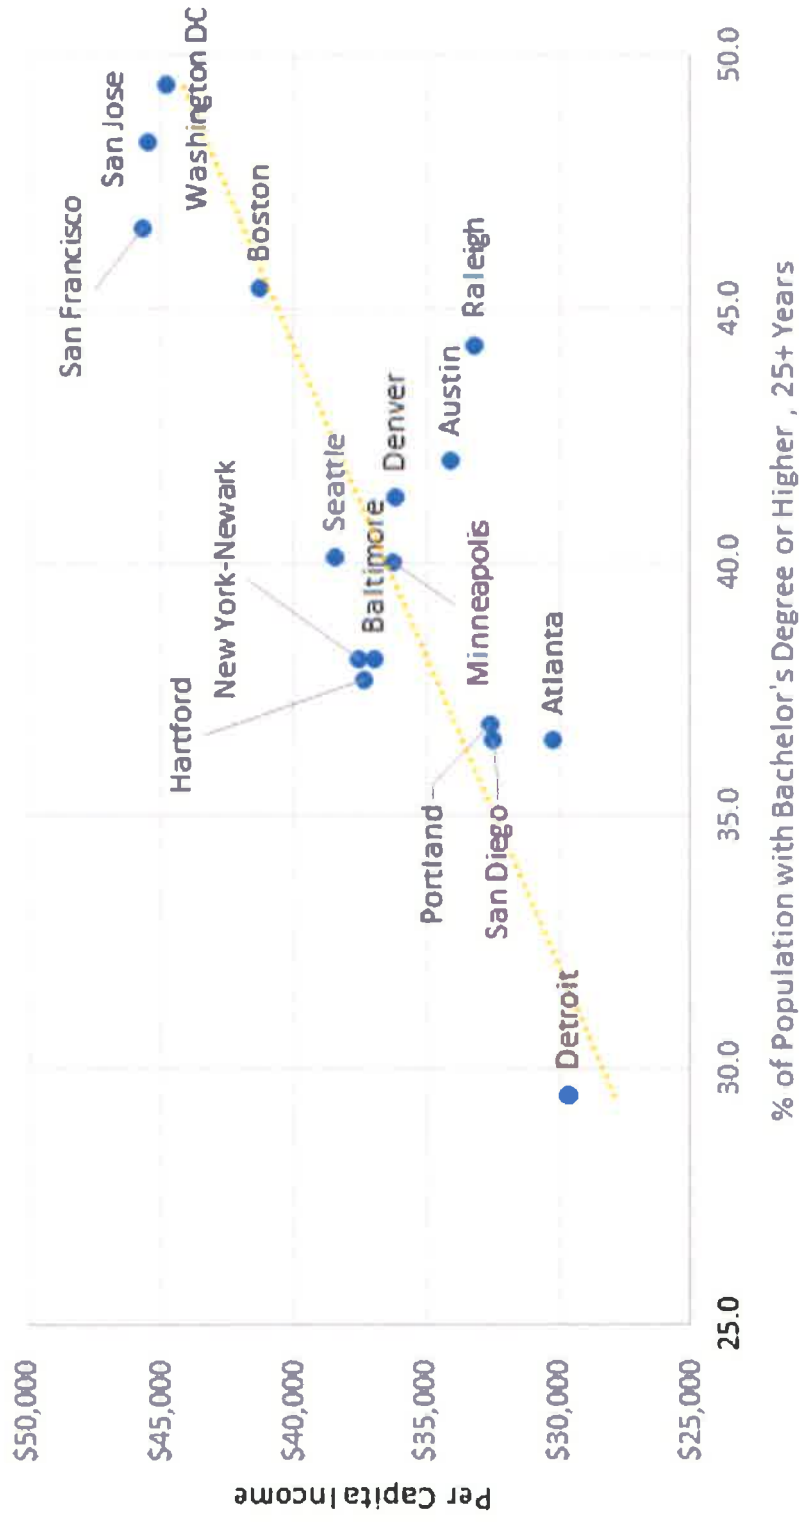 $50,000
$45,000
$40,000
$35,000
$30,000
$25,000
Per Capita Income
San Francisco
San Jose
Washington DC
Boston
New York-Newark
Hartford
Seattle
Baltimore
Denver
Austin
Raleigh
Minneapolis
Portland
San Diego
Atlanta
Detroit
25.0
30.0
35.0
40.0
45.0
50.0
% of Population with Bachelor's Degree or Higher , 25+ Years